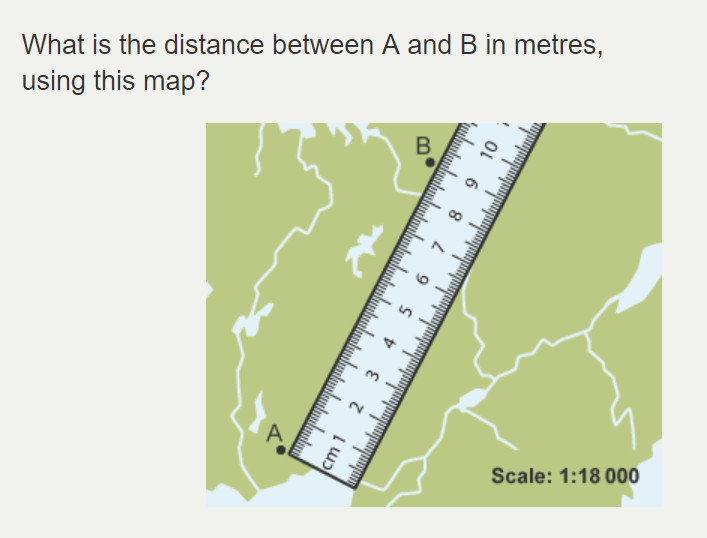 What is the distance between A and B in metres,
using this map?
B
10
9
8
7
6
5
4
3
2
A
cm 1
Scale: 1:18 000